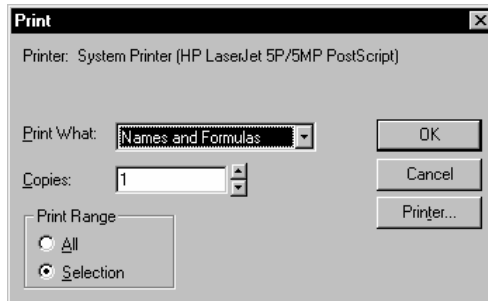 Print
Printer: System Printer (HP LaserJet 5P/5MP PostScript)
Print What: Names and Formulas OK
Copies: 1 Cancel
Print Range Printer...
All
Selection